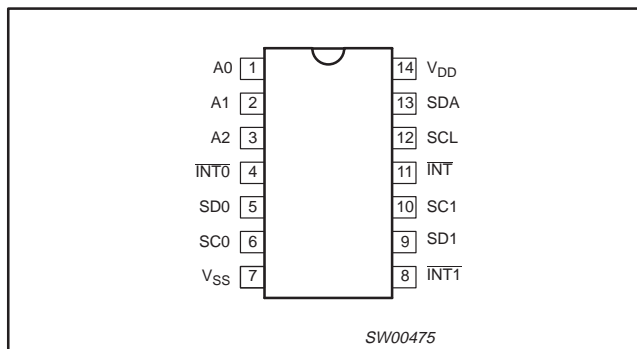 A0 1 14 VDD
A1 2 13 SDA
A2 3 12 SCL
INT0 4 11 INT
SD0 5 10 SC1
SC0 6 9 SD1
VSS 7 8 INT1
SW00475